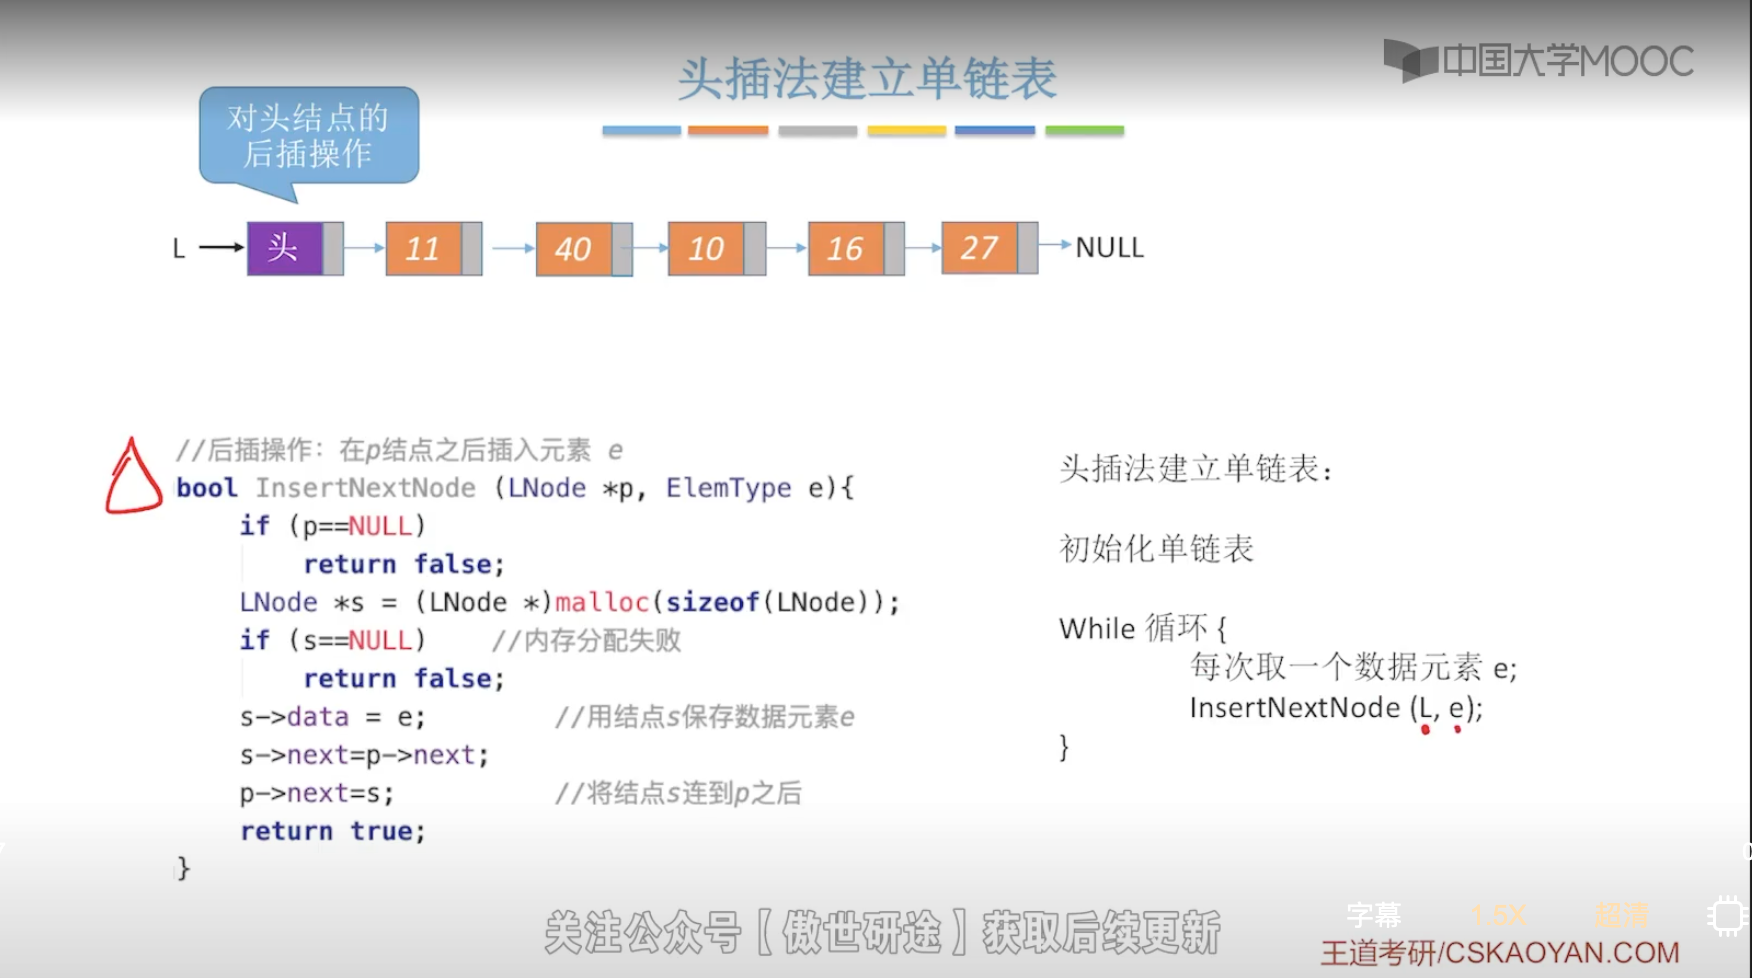 中国大学MOOC
头插法建立单链表
对头结点的
后插操作
L 头 11 40 10 16 27 NULL
//后插操作：在p结点之后插入元素 e
bool InsertNextNode (LNode *p, ElemType e){
if (p==NULL)
return false;
LNode *s = (LNode *)malloc(sizeof(LNode));
if (s==NULL) //内存分配失败
return false;
s->data = e; //用结点s保存数据元素e
s->next=p->next;
p->next=s; //将结点s连到p之后
return true;
}
头插法建立单链表：
初始化单链表
While 循环 {
每次取一个数据元素 e;
InsertNextNode (L, e);
}
字幕 1.5X 超清
关注公众号【傲世研途】获取后续更新
王道考研/CSKAOYAN.COM